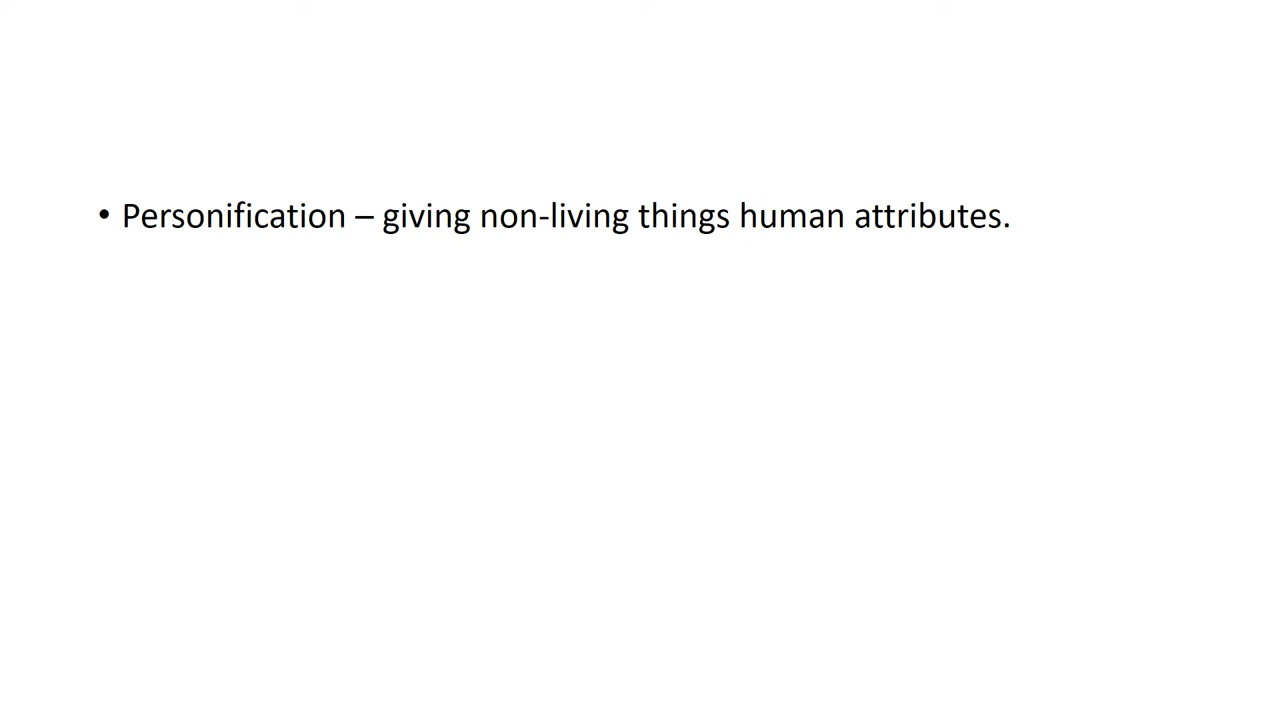 • Personification – giving non-living things human attributes.